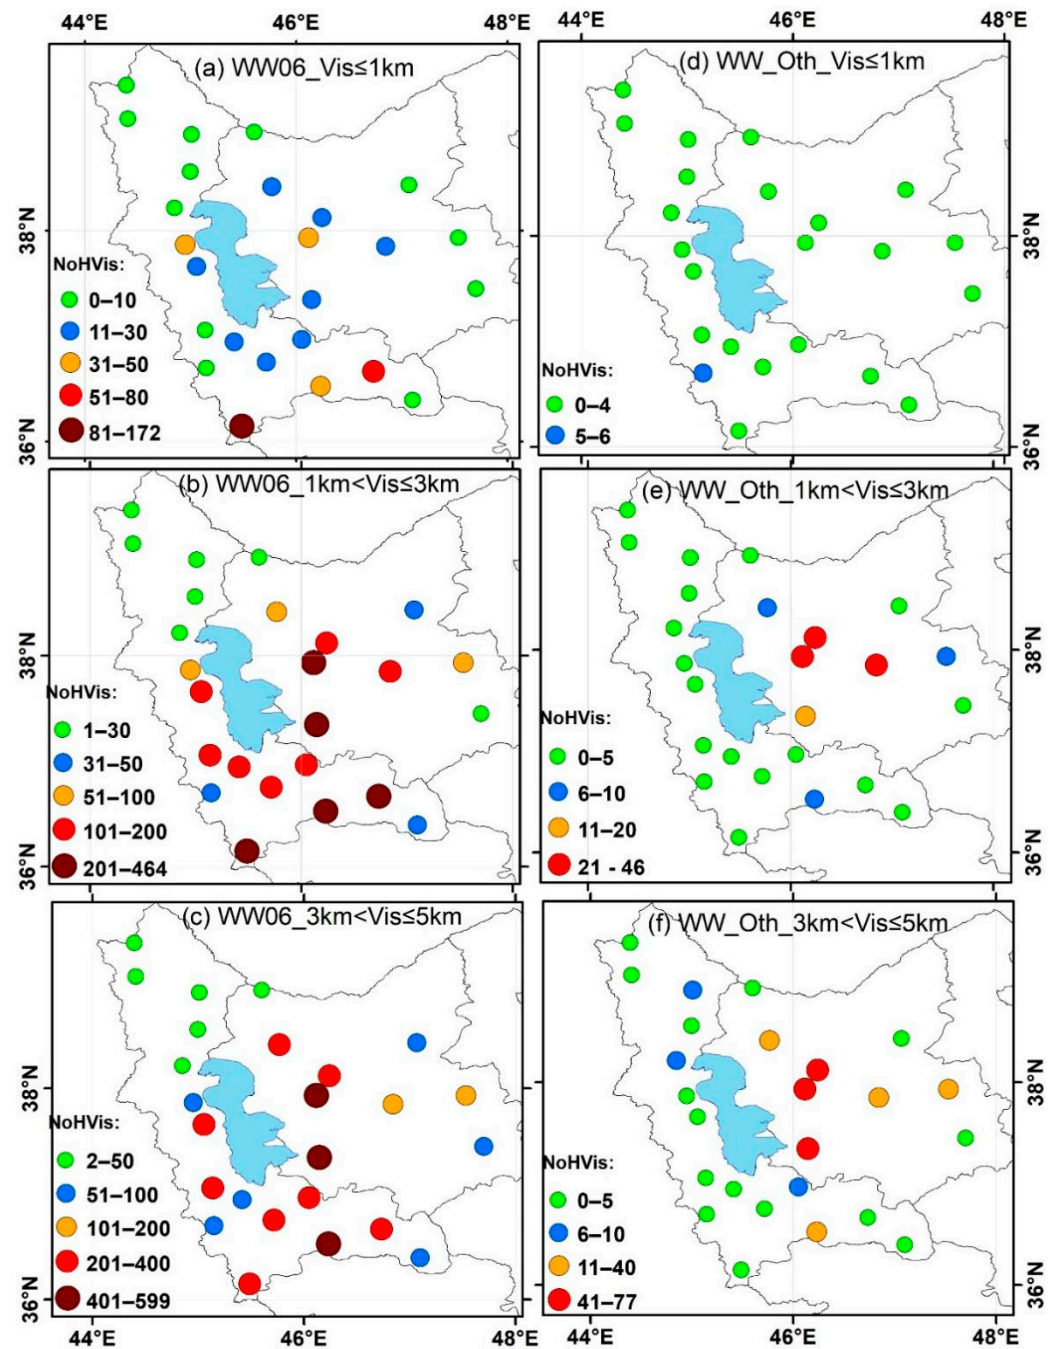 44°E 46°E 48°E 44°E 46°E 48°E
(a) WW06_Vis≤1km
38°N
NoHVis:
0–10
11–30
31–50
51–80
81–172
36°N
(d) WW_Oth_Vis≤1km
38°N
NoHVis:
0–4
5–6
36°N
(b) WW06_1km<Vis≤3km
38°N
NoHVis:
1–30
31–50
51–100
101–200
201–464
36°N
(e) WW_Oth_1km<Vis≤3km
38°N
NoHVis:
0–5
6–10
11–20
21 - 46
36°N
(c) WW06_3km<Vis≤5km
38°N
NoHVis:
2–50
51–100
101–200
201–400
401–599
36°N
(f) WW_Oth_3km<Vis≤5km
38°N
NoHVis:
0–5
6–10
11–40
41–77
36°N
44°E 46°E 48°E 44°E 46°E 48°E